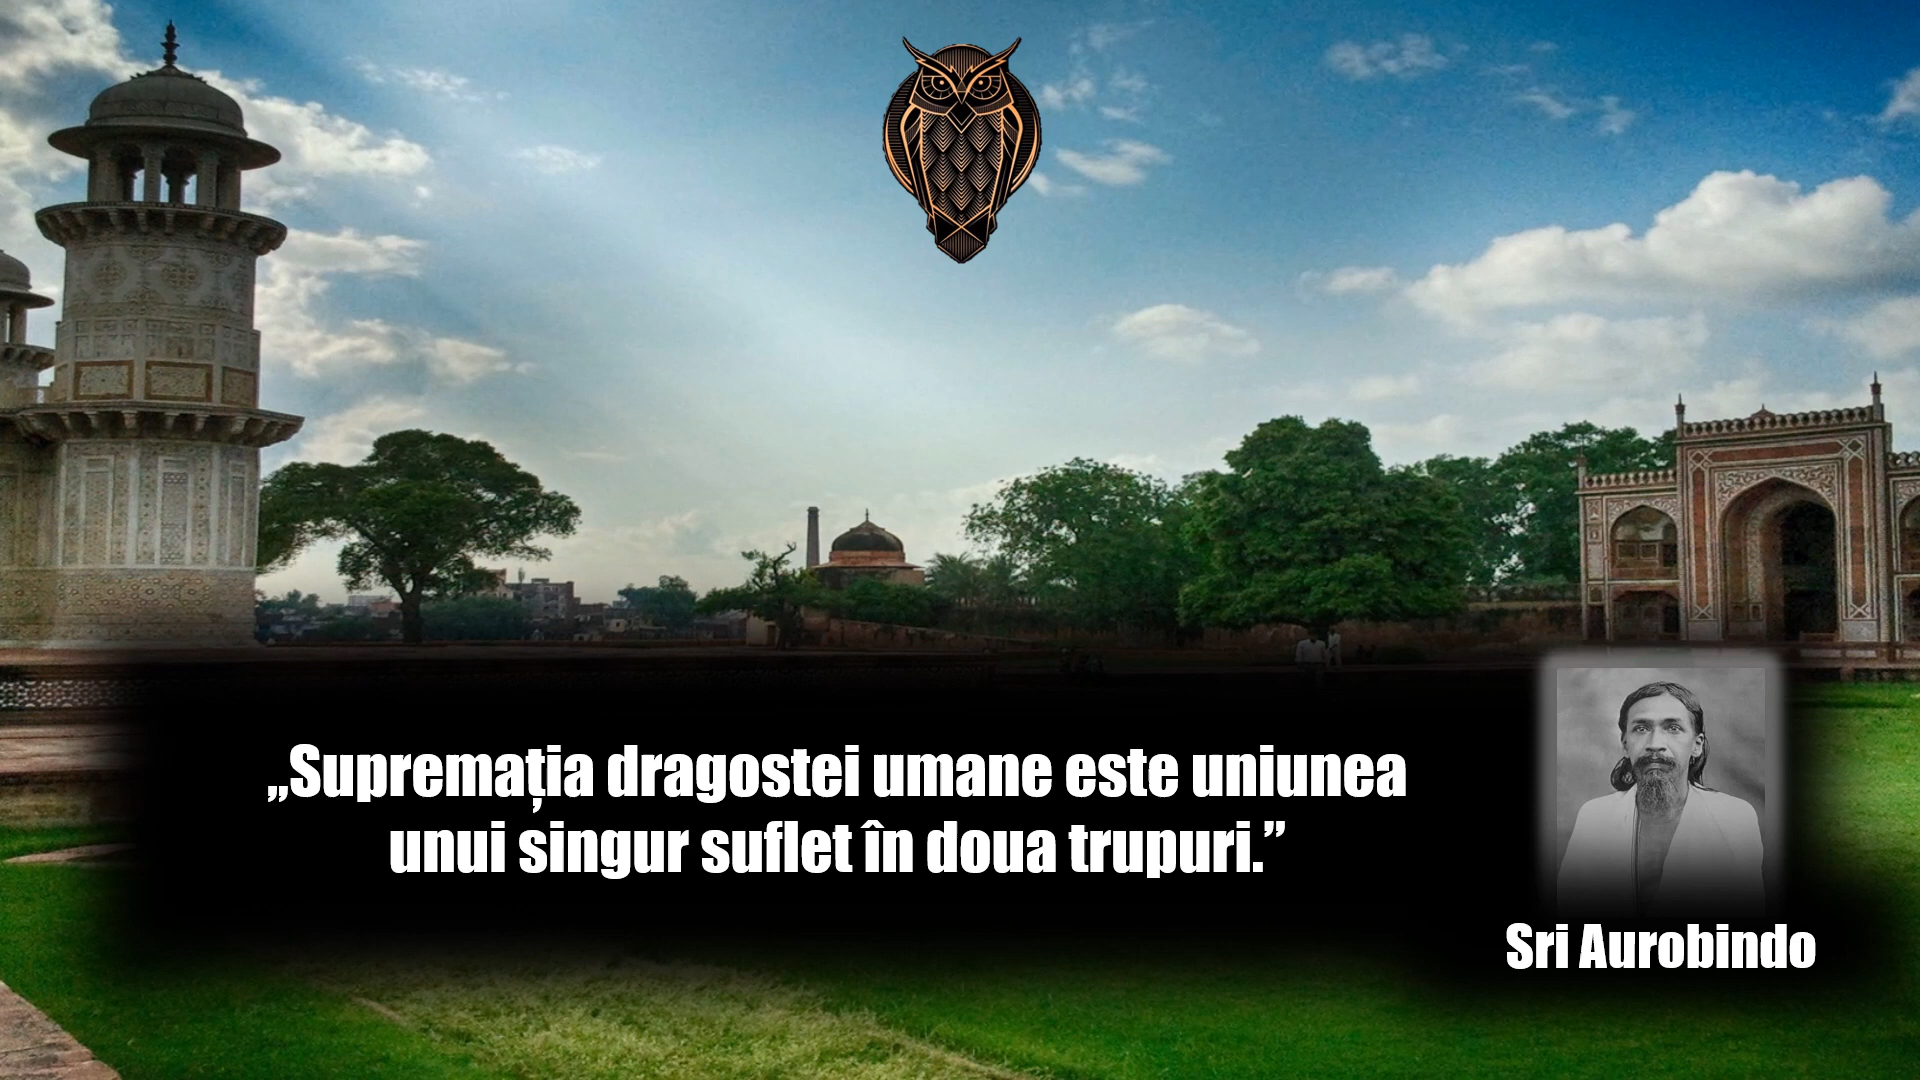 „Supremația dragostei umane este uniunea
unui singur suflet în doua trupuri.”
Sri Aurobindo